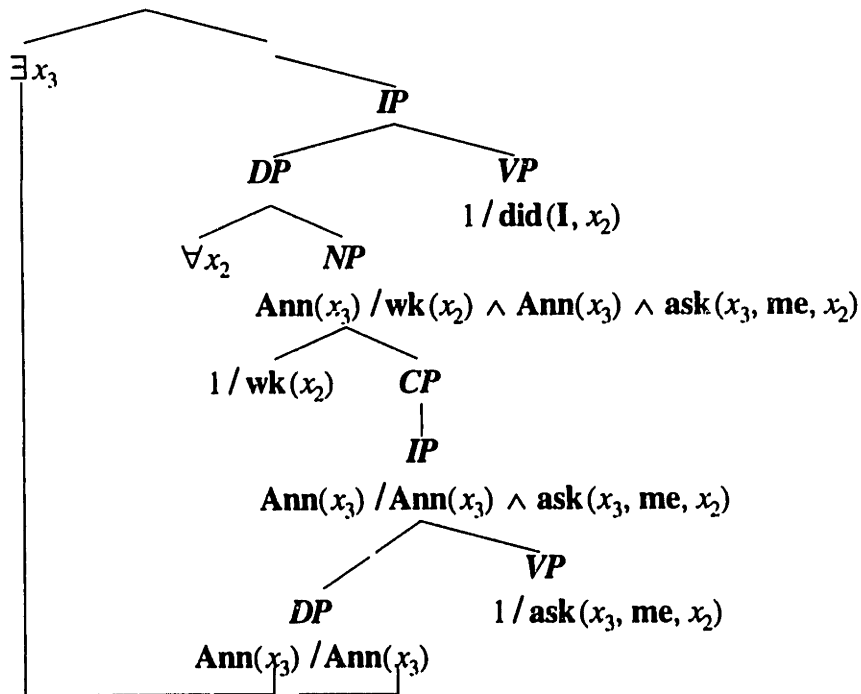 ∃x₃
IP
DP VP
1 / did(I, x₂)
∀x₂ NP
Ann(x₃) / wk(x₂) ∧ Ann(x₃) ∧ ask(x₃, me, x₂)
1 / wk(x₂) CP
IP
Ann(x₃) / Ann(x₃) ∧ ask(x₃, me, x₂)
VP
DP 1 / ask(x₃, me, x₂)
Ann(x₃) / Ann(x₃)